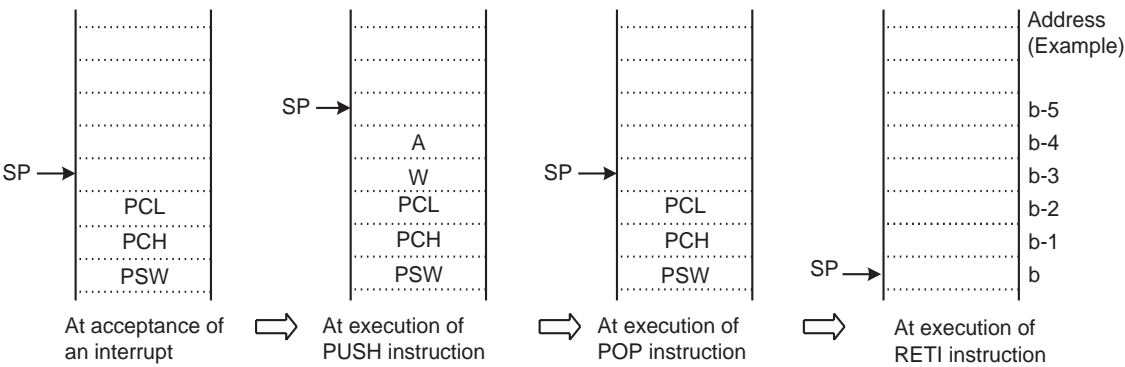 Address
(Example)
SP
b-5
A
b-4
SP
W
SP
b-3
PCL
PCL
PCL
b-2
PCH
PCH
PCH
b-1
PSW
PSW
PSW
SP
b
At acceptance of
an interrupt
At execution of
PUSH instruction
At execution of
POP instruction
At execution of
RETI instruction